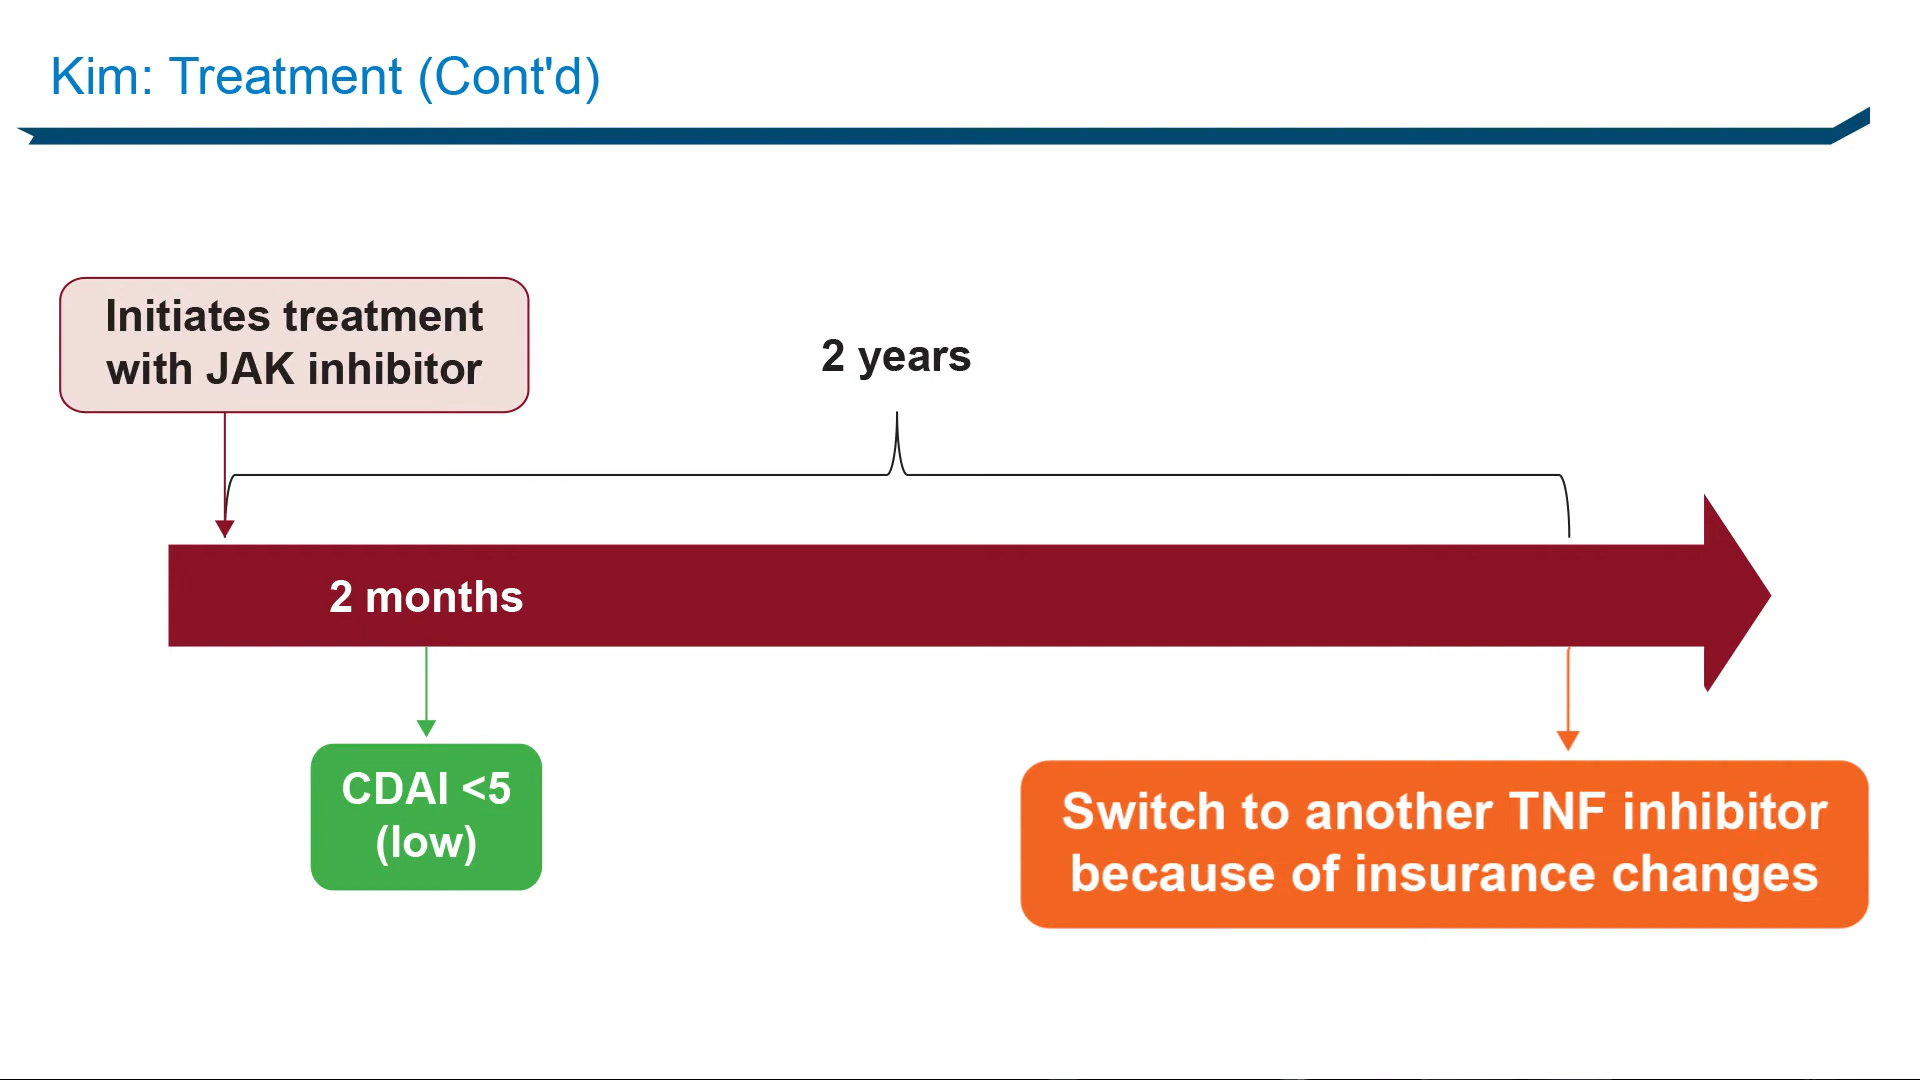 Kim: Treatment (Cont'd)
Initiates treatment
with JAK inhibitor
2 years
2 months
CDAI <5
(low)
Switch to another TNF inhibitor
because of insurance changes